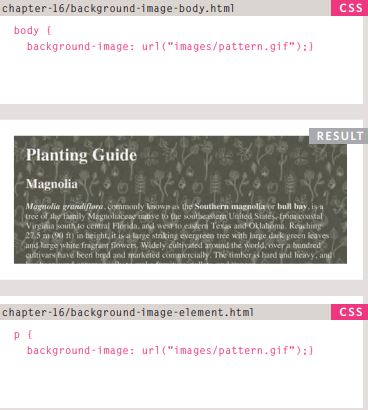 chapter-16/background-image-body.html CSS
body {
background-image: url("images/pattern.gif");}
RESULT
Planting Guide
Magnolia
Magnolia grandiflora, commonly known as the Southern magnolia or bull bay, is a
tree of the family Magnoliaceae native to the southeastern United States, from coastal
Virginia south to central Florida, and west to eastern Texas and Oklahoma. Reaching
27.5 m (90 ft) in height, it is a large striking evergreen tree with large dark green leaves
and large white fragrant flowers. Widely cultivated around the world, over a hundred
cultivars have been bred and marketed commercially. The timber is hard and heavy, and
chapter-16/background-image-element.html CSS
p {
background-image: url("images/pattern.gif");}